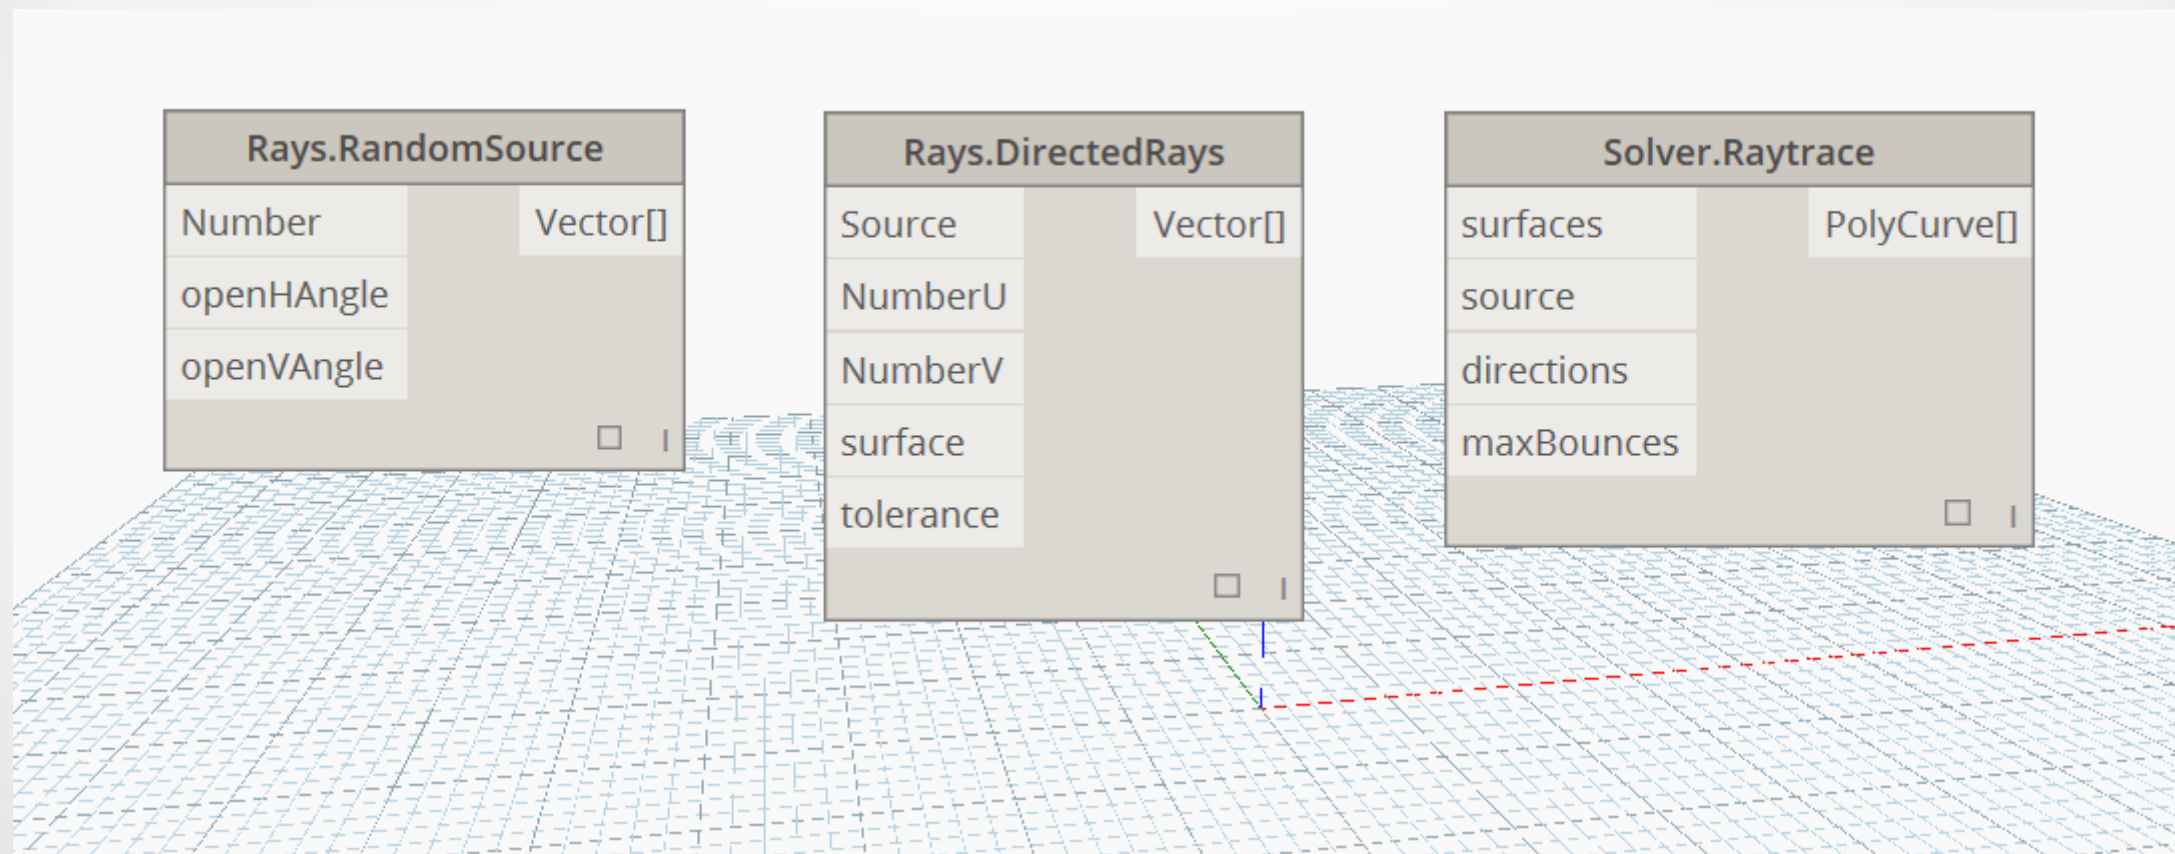 Rays.RandomSource
Number
Vector[]
openHAngle
openVAngle
Rays.DirectedRays
Source
Vector[]
NumberU
NumberV
surface
tolerance
Solver.Raytrace
surfaces
PolyCurve[]
source
directions
maxBounces